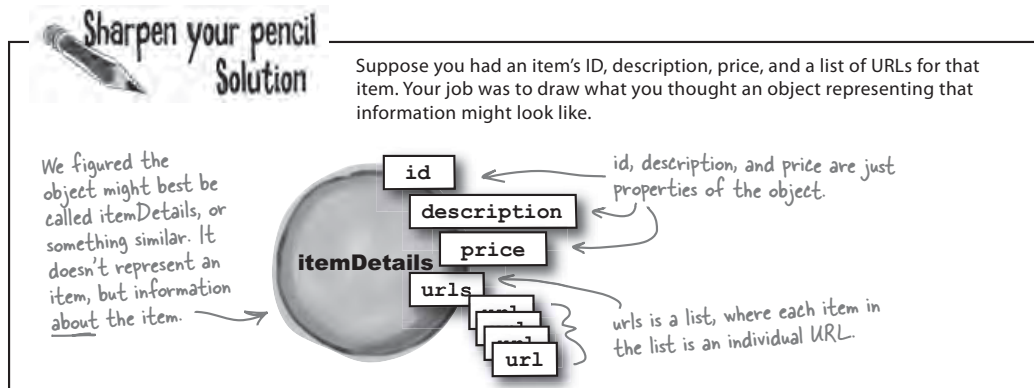 Sharpen your pencil
Solution
Suppose you had an item's ID, description, price, and a list of URLs for that
item. Your job was to draw what you thought an object representing that
information might look like.
We figured the
object might best be
called itemDetails, or
something similar. It
doesn't represent an
item, but information
about the item.
id
description
price
itemDetails
urls
url
url
url
url
id, description, and price are just
properties of the object.
urls is a list, where each item in
the list is an individual URL.